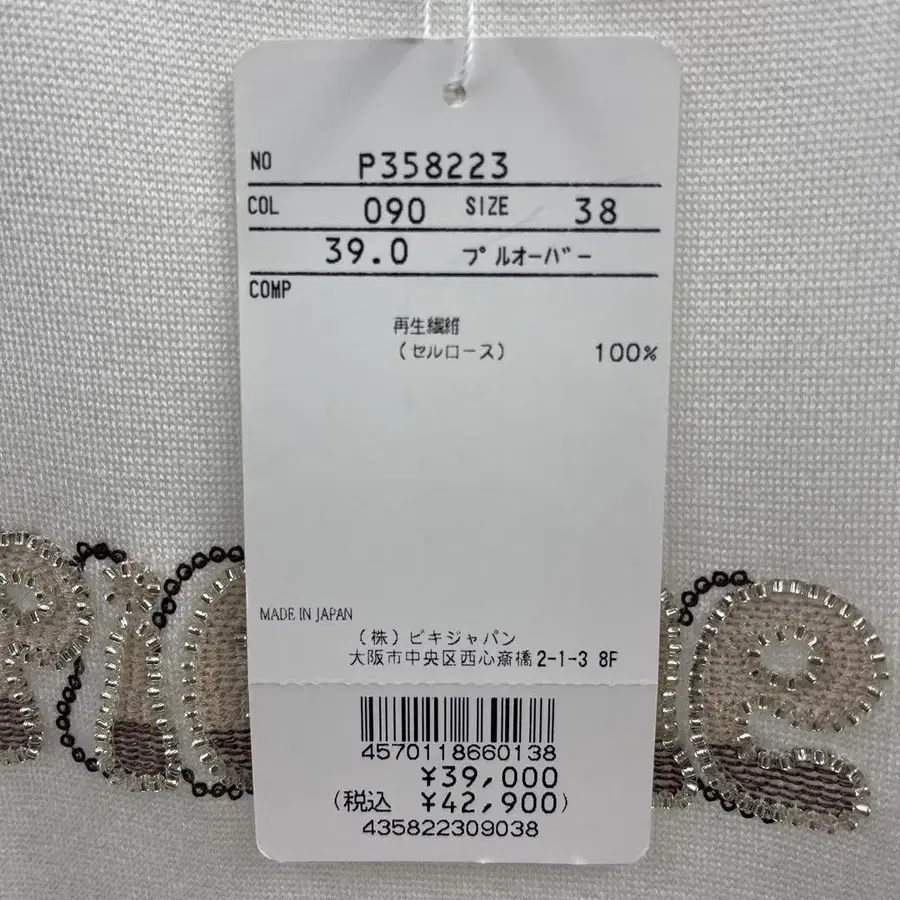 NO P358223
COL 090 SIZE 38
39.0 プルオーバー
COMP
再生繊維
(セルロース) 100%
MADE IN JAPAN
(株)ビキジャパン
大阪市中央区西心斎橋2-1-3 8F
4570118660138
¥39,000
(税込 ¥42,900)
435822309038